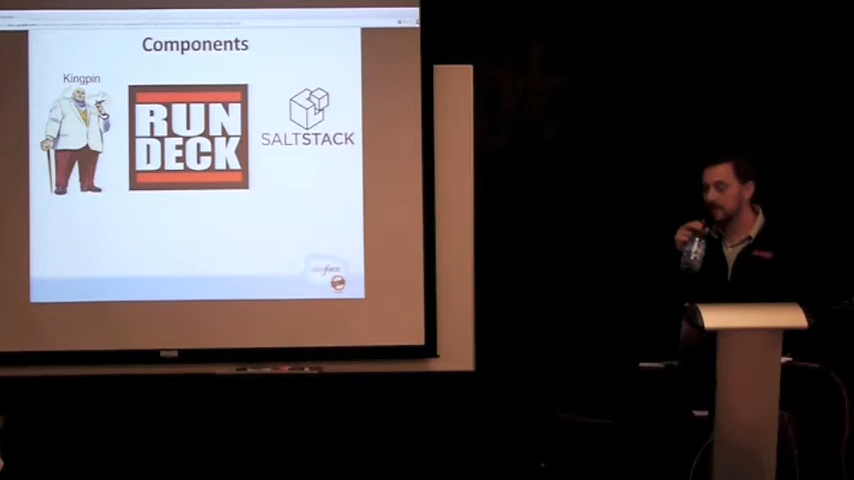 Components
Kingpin
RUN
DECK
SALTSTACK